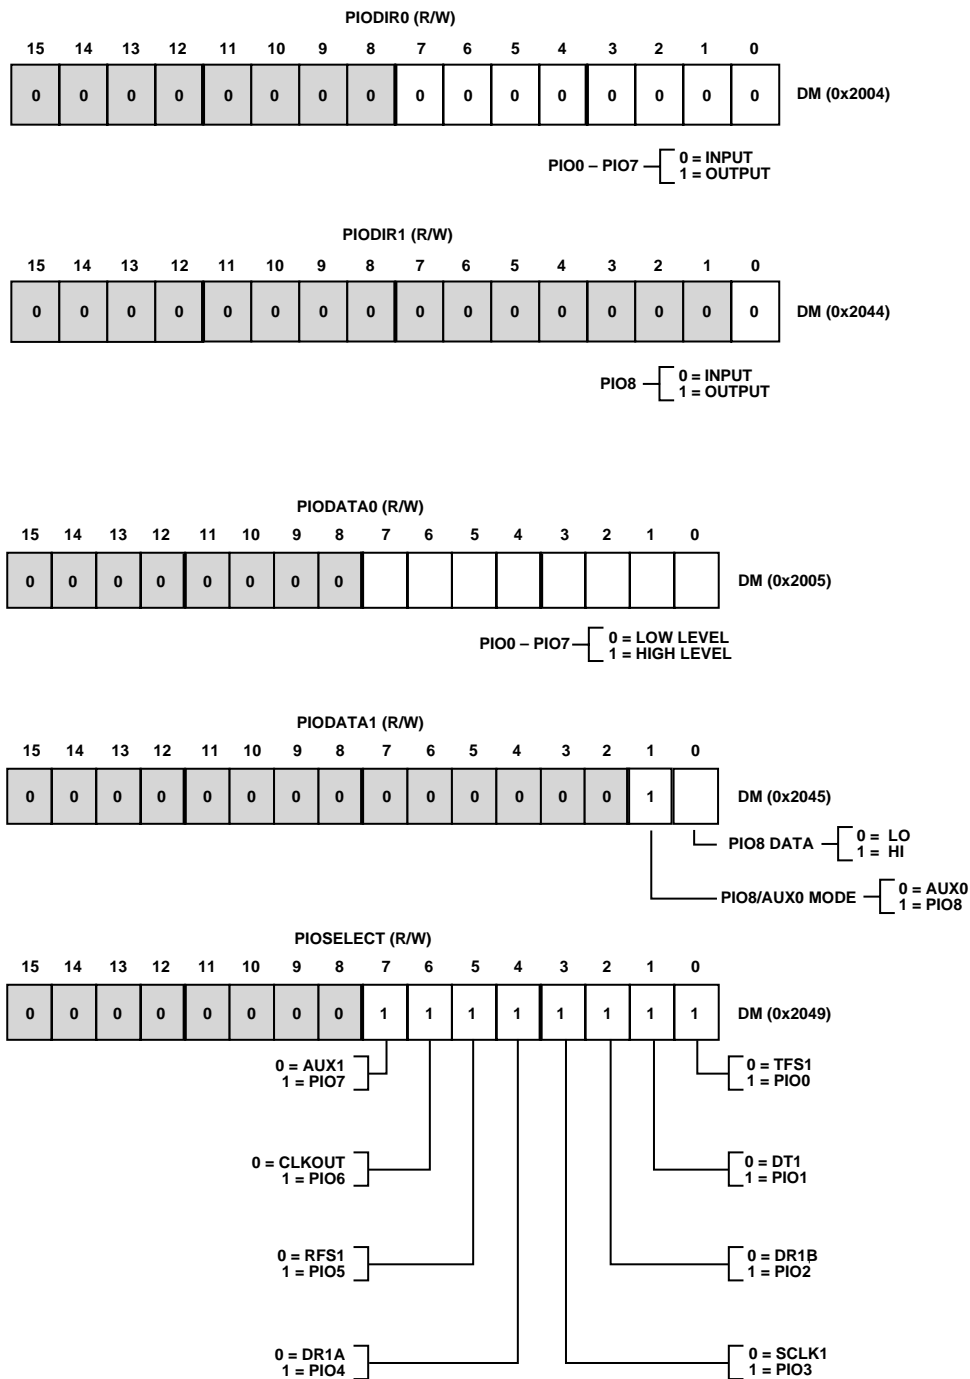 PIODIR0 (R/W)
15 14 13 12 11 10 9 8 7 6 5 4 3 2 1 0
0 0 0 0 0 0 0 0 0 0 0 0 0 0 0 0 DM (0x2004)
PIO0 – PIO7 0 = INPUT
1 = OUTPUT
PIODIR1 (R/W)
15 14 13 12 11 10 9 8 7 6 5 4 3 2 1 0
0 0 0 0 0 0 0 0 0 0 0 0 0 0 0 0 DM (0x2044)
PIO8 0 = INPUT
1 = OUTPUT
PIODATA0 (R/W)
15 14 13 12 11 10 9 8 7 6 5 4 3 2 1 0
0 0 0 0 0 0 0 0 DM (0x2005)
PIO0 – PIO7 0 = LOW LEVEL
1 = HIGH LEVEL
PIODATA1 (R/W)
15 14 13 12 11 10 9 8 7 6 5 4 3 2 1 0
0 0 0 0 0 0 0 0 0 0 0 0 0 0 1 DM (0x2045)
PIO8 DATA 0 = LO
1 = HI
PIO8/AUX0 MODE 0 = AUX0
1 = PIO8
PIOSELECT (R/W)
15 14 13 12 11 10 9 8 7 6 5 4 3 2 1 0
0 0 0 0 0 0 0 0 1 1 1 1 1 1 1 1 DM (0x2049)
0 = AUX1 0 = TFS1
1 = PIO7 1 = PIO0
0 = CLKOUT 0 = DT1
1 = PIO6 1 = PIO1
0 = RFS1 0 = DR1B
1 = PIO5 1 = PIO2
0 = DR1A 0 = SCLK1
1 = PIO4 1 = PIO3